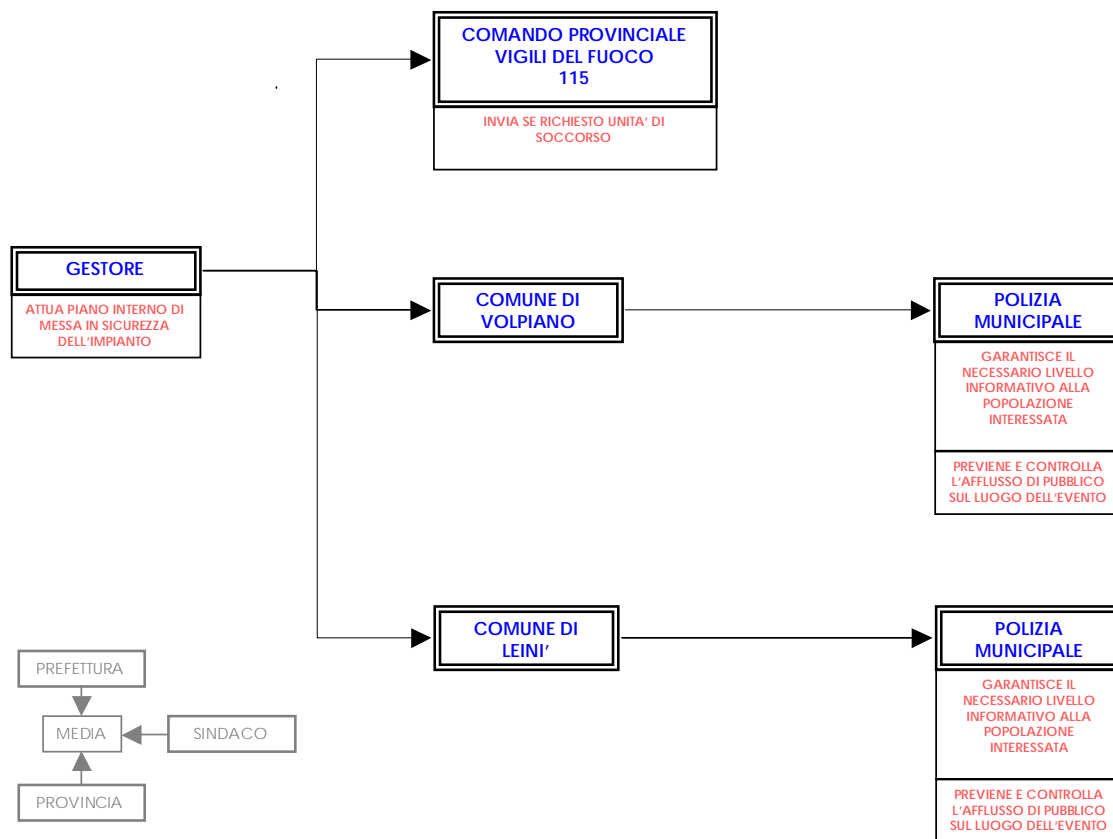 COMANDO PROVINCIALE
VIGILI DEL FUOCO
115
INVIA SE RICHIESTO UNITA' DI
SOCCORSO
GESTORE
ATTUA PIANO INTERNO DI
MESSA IN SICUREZZA
DELL'IMPIANTO
COMUNE DI
VOLPIANO
POLIZIA
MUNICIPALE
GARANTISCE IL
NECESSARIO LIVELLO
INFORMATIVO ALLA
POPOLAZIONE
INTERESSATA
PREVIENE E CONTROLLA
L'AFFLUSSO DI PUBBLICO
SUL LUOGO DELL'EVENTO
COMUNE DI
LEINI'
POLIZIA
MUNICIPALE
GARANTISCE IL
NECESSARIO LIVELLO
INFORMATIVO ALLA
POPOLAZIONE
INTERESSATA
PREVIENE E CONTROLLA
L'AFFLUSSO DI PUBBLICO
SUL LUOGO DELL'EVENTO
PREFETTURA
MEDIA
SINDACO
PROVINCIA